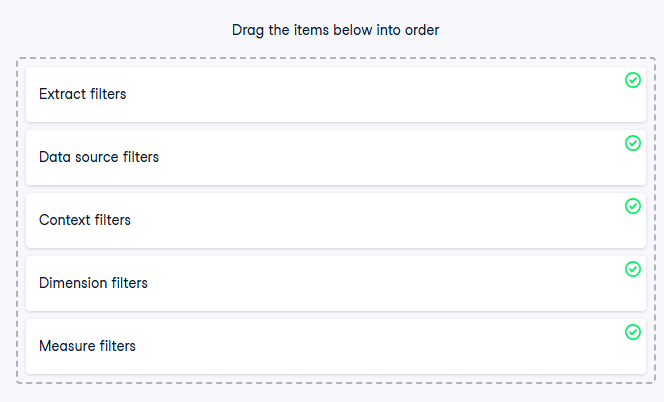 Drag the items below into order
Extract filters
Data source filters
Context filters
Dimension filters
Measure filters